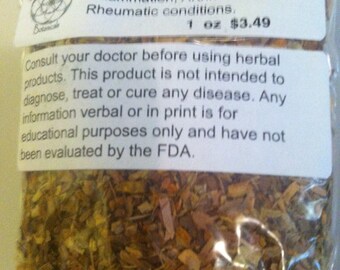 Rheumatic conditions.
1 oz $3.49
Consult your doctor before using herbal
products. This product is not intended to
diagnose, treat or cure any disease. Any
information verbal or in print is for
educational purposes only and have not
been evaluated by the FDA.